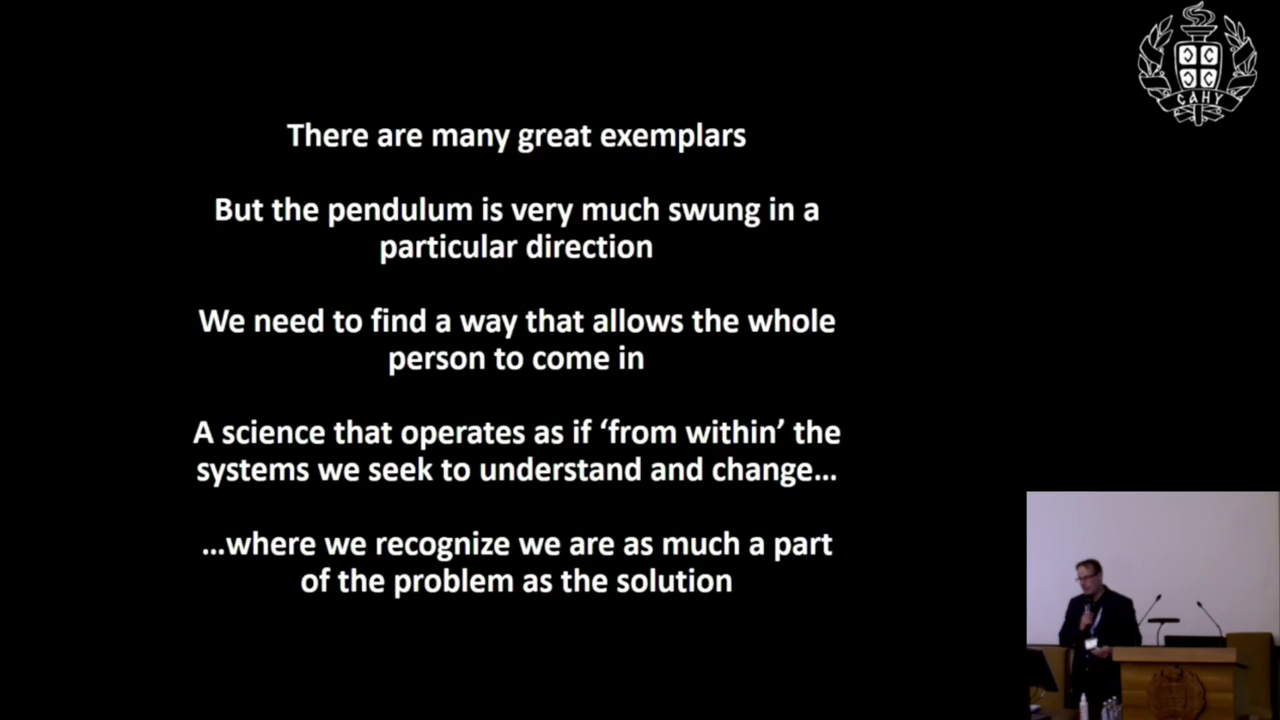 There are many great exemplars
But the pendulum is very much swung in a
particular direction
We need to find a way that allows the whole
person to come in
A science that operates as if ‘from within’ the
systems we seek to understand and change…
…where we recognize we are as much a part
of the problem as the solution
САНУ